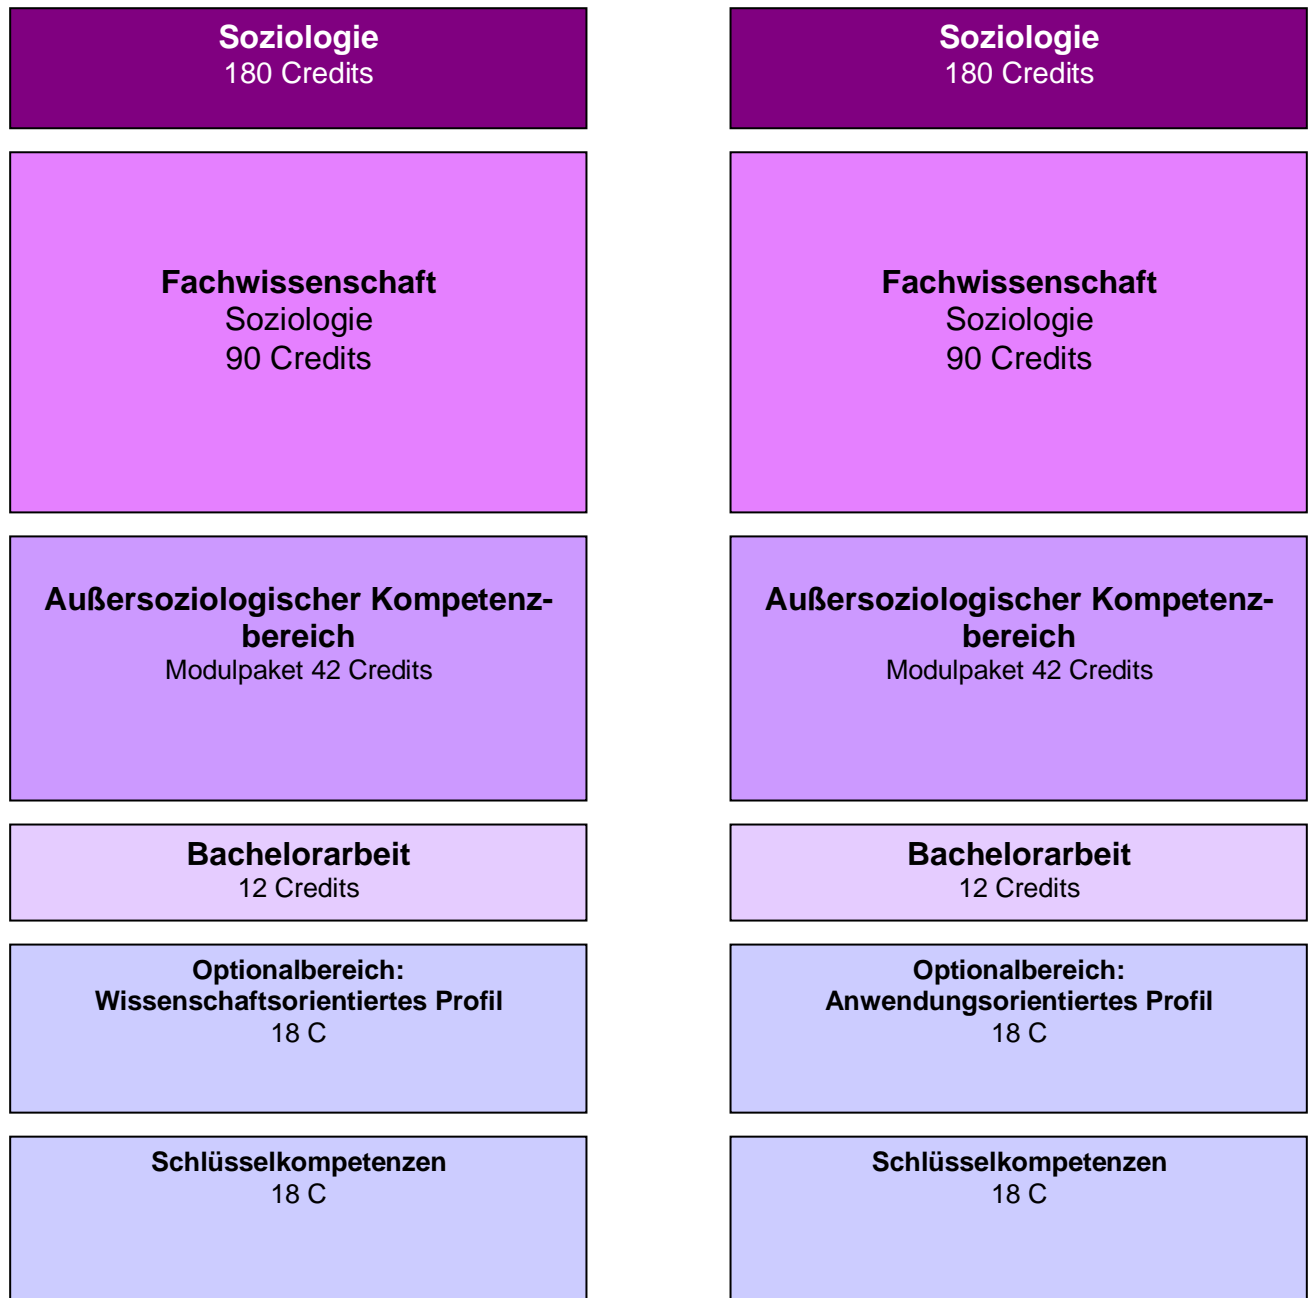 Soziologie
180 Credits
Fachwissenschaft
Soziologie
90 Credits
Außersoziologischer Kompetenz-
bereich
Modulpaket 42 Credits
Bachelorarbeit
12 Credits
Optionalbereich:
Wissenschaftsorientiertes Profil
18 C
Schlüsselkompetenzen
18 C
Soziologie
180 Credits
Fachwissenschaft
Soziologie
90 Credits
Außersoziologischer Kompetenz-
bereich
Modulpaket 42 Credits
Bachelorarbeit
12 Credits
Optionalbereich:
Anwendungsorientiertes Profil
18 C
Schlüsselkompetenzen
18 C